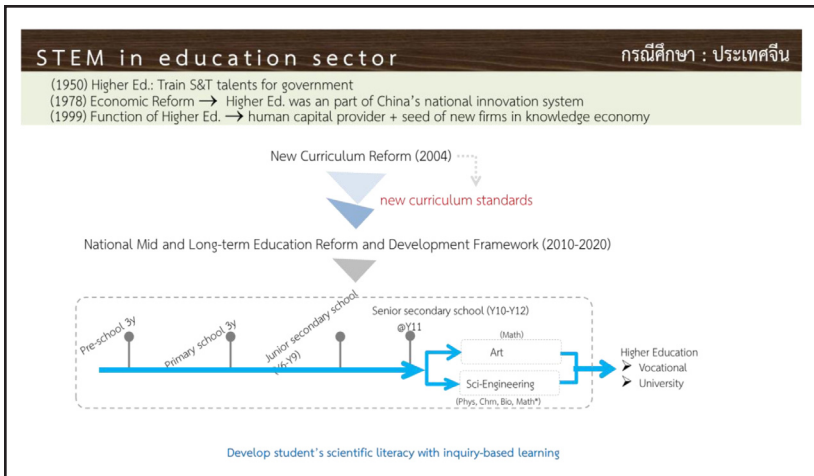 STEM in education sector
กรณีศึกษา : ประเทศจีน
(1950) Higher Ed.: Train S&T talents for government
(1978) Economic Reform → Higher Ed. was an part of China's national innovation system
(1999) Function of Higher Ed. → human capital provider + seed of new firms in knowledge economy
New Curriculum Reform (2004)
new curriculum standards
National Mid and Long-term Education Reform and Development Framework (2010-2020)
Pre-school 3y
Primary school 3y
Junior secondary school
(Y6-Y9)
Senior secondary school (Y10-Y12)
@Y11
(Math)
Art
Sci-Engineering
(Phys, Chm, Bio, Math*)
Higher Education
➢ Vocational
➢ University
Develop student's scientific literacy with inquiry-based learning